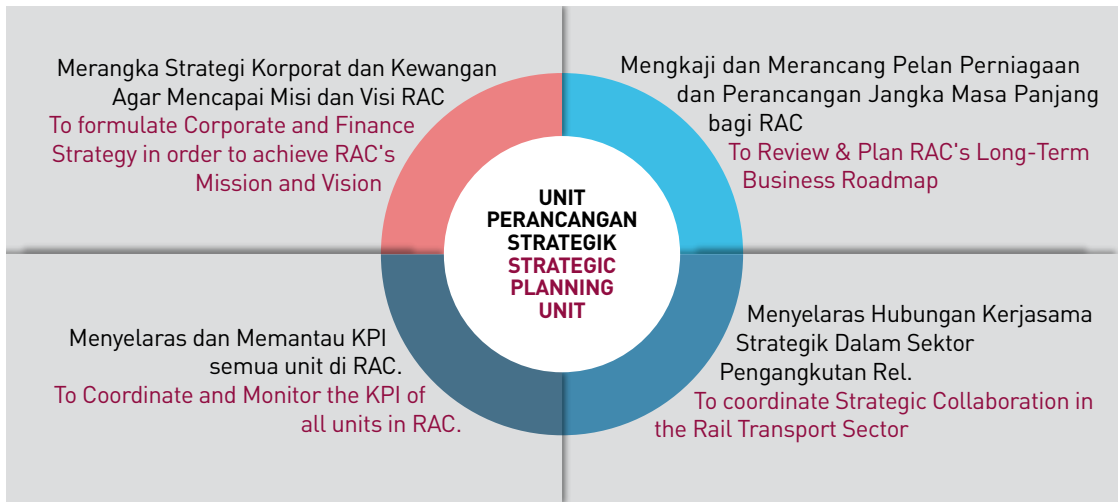 Merangka Strategi Korporat dan Kewangan
Agar Mencapai Misi dan Visi RAC
To formulate Corporate and Finance
Strategy in order to achieve RAC's
Mission and Vision
Mengkaji dan Merancang Pelan Perniagaan
dan Perancangan Jangka Masa Panjang
bagi RAC
To Review & Plan RAC's Long-Term
Business Roadmap
UNIT
PERANCANGAN
STRATEGIK
STRATEGIC
PLANNING
UNIT
Menyelaras dan Memantau KPI
semua unit di RAC.
To Coordinate and Monitor the KPI of
all units in RAC.
Menyelaras Hubungan Kerjasama
Strategik Dalam Sektor
Pengangkutan Rel.
To coordinate Strategic Collaboration in
the Rail Transport Sector